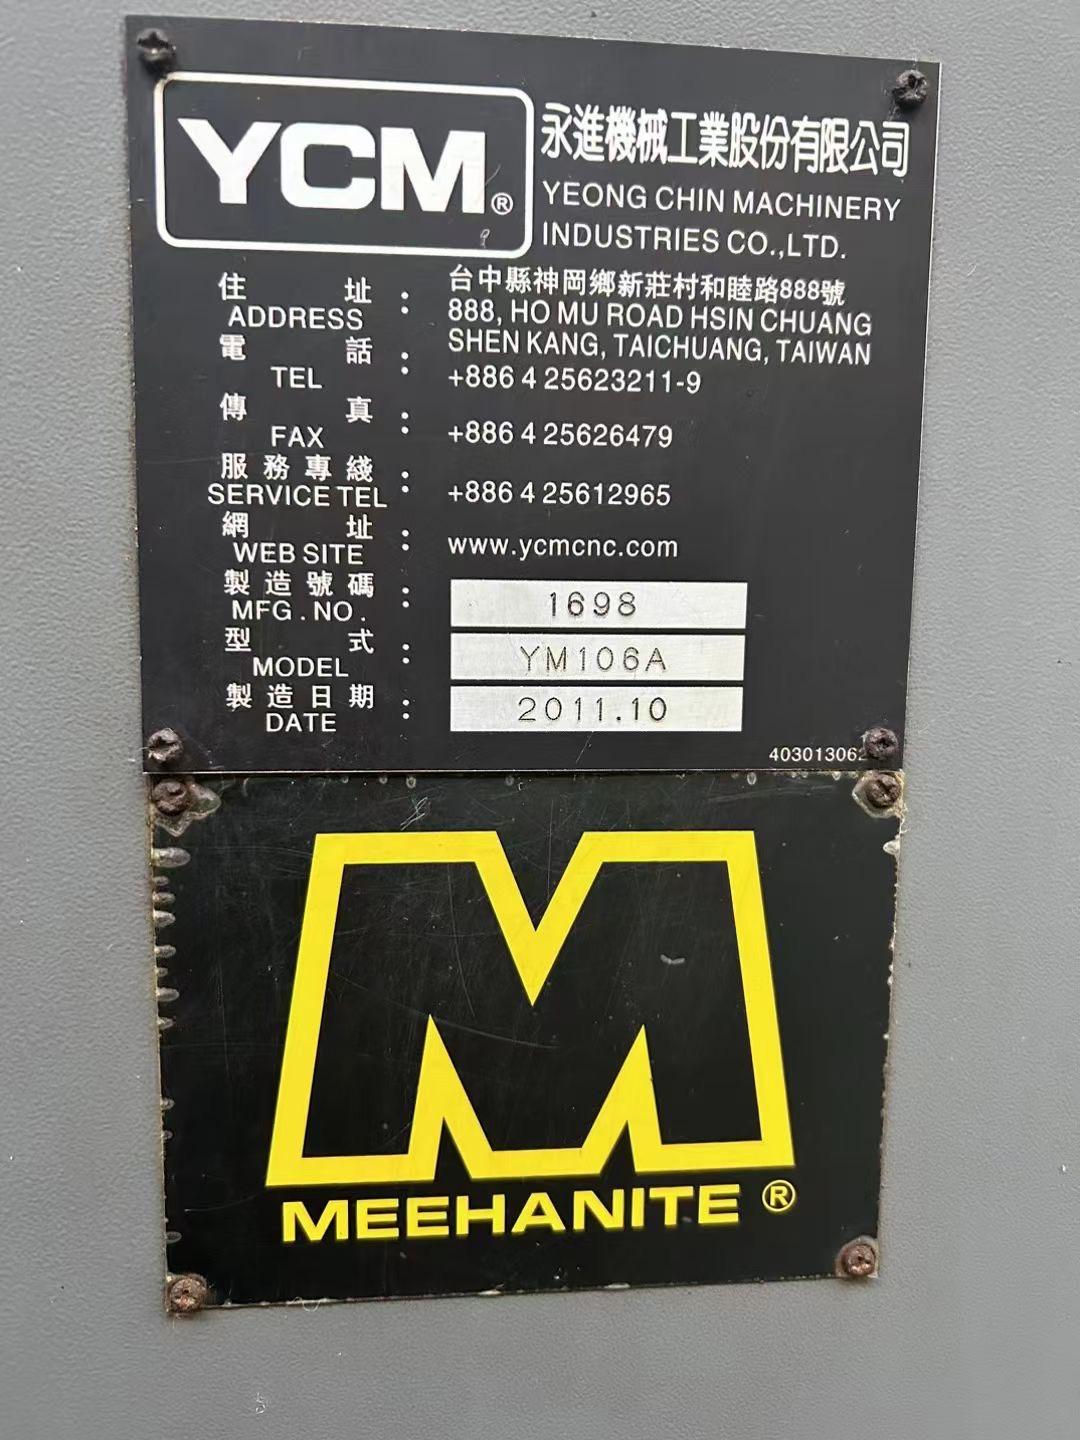 YCM®
永進機械工業股份有限公司
YEONG CHIN MACHINERY
INDUSTRIES CO.,LTD.
住址：台中縣神岡鄉新莊村和睦路888號
ADDRESS 888, HO MU ROAD HSIN CHUANG
SHEN KANG, TAICHUANG, TAIWAN
電話：
TEL +886 4 25623211-9
傳真：
FAX +886 4 25626479
服務專綫：
SERVICE TEL +886 4 25612965
網址：
WEB SITE www.ycmcnc.com
製造號碼：
MFG.NO. 1698
型式：
MODEL YM106A
製造日期：
DATE 2011.10
MEEHANITE®